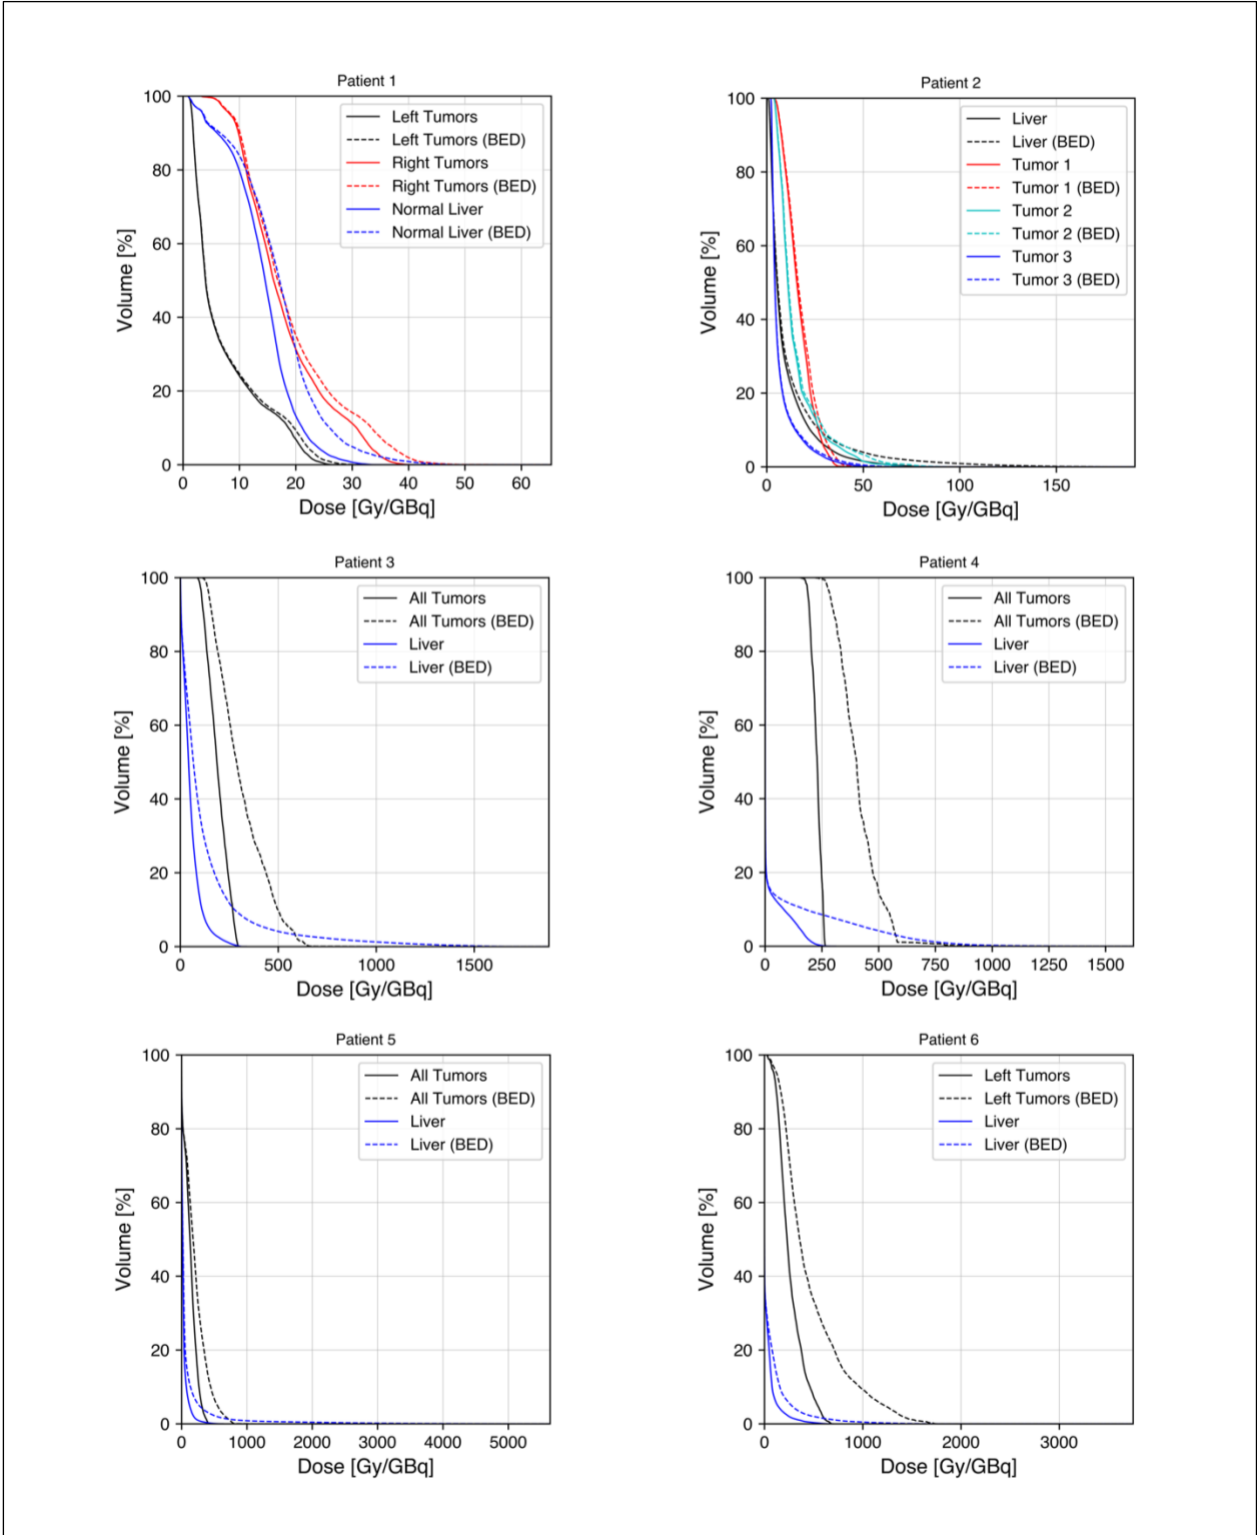 Patient 1
100
80
60
40
20
0
Volume [%]
0 10 20 30 40 50 60
Dose [Gy/GBq]
Left Tumors
Left Tumors (BED)
Right Tumors
Right Tumors (BED)
Normal Liver
Normal Liver (BED)
Patient 2
100
80
60
40
20
0
Volume [%]
0 50 100 150
Dose [Gy/GBq]
Liver
Liver (BED)
Tumor 1
Tumor 1 (BED)
Tumor 2
Tumor 2 (BED)
Tumor 3
Tumor 3 (BED)
Patient 3
100
80
60
40
20
0
Volume [%]
0 500 1000 1500
Dose [Gy/GBq]
All Tumors
All Tumors (BED)
Liver
Liver (BED)
Patient 4
100
80
60
40
20
0
Volume [%]
0 250 500 750 1000 1250 1500
Dose [Gy/GBq]
All Tumors
All Tumors (BED)
Liver
Liver (BED)
Patient 5
100
80
60
40
20
0
Volume [%]
0 1000 2000 3000 4000 5000
Dose [Gy/GBq]
All Tumors
All Tumors (BED)
Liver
Liver (BED)
Patient 6
100
80
60
40
20
0
Volume [%]
0 1000 2000 3000
Dose [Gy/GBq]
Left Tumors
Left Tumors (BED)
Liver
Liver (BED)